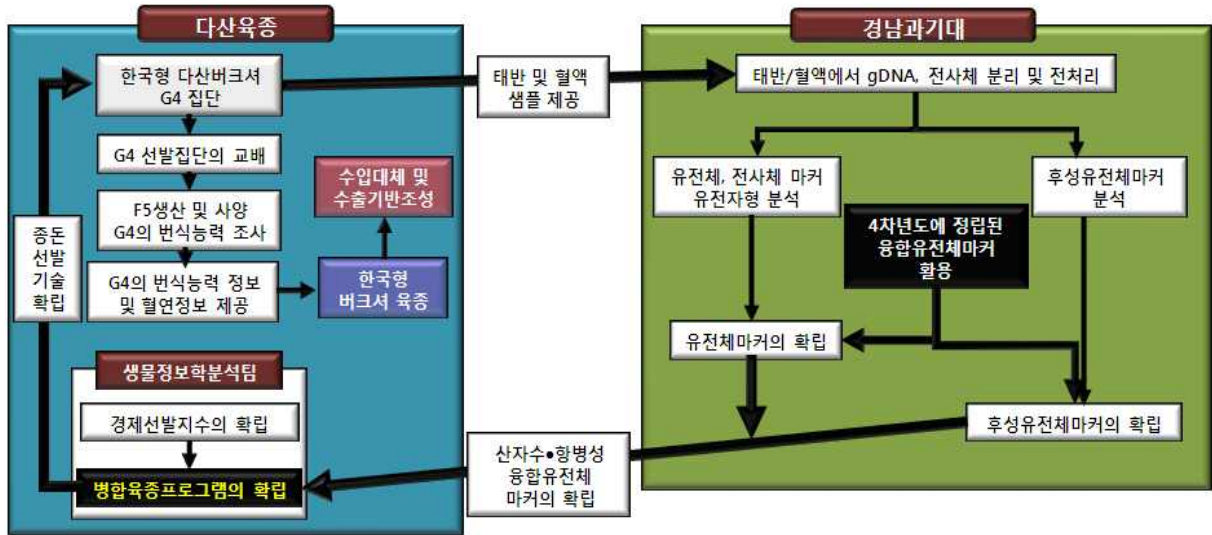 다산육종
한국형 다산버크셔
G4 집단
G4 선발집단의 교배
F5생산 및 사양
G4의 번식능력 조사
G4의 번식능력 정보
및 혈연정보 제공
수입대체 및
수출기반조성
한국형
버크셔 육종
종돈
선발
기술
확립
생물정보학분석팀
경제선발지수의 확립
병합육종프로그램의 확립
태반 및 혈액
샘플 제공
산자수●항병성
융합유전체
마커의 확립
경남과기대
태반/혈액에서 gDNA, 전사체 분리 및 전처리
유전체, 전사체 마커
유전자형 분석
후성유전체마커
분석
4차년도에 정립된
융합유전체마커
활용
유전체마커의 확립
후성유전체마커의 확립